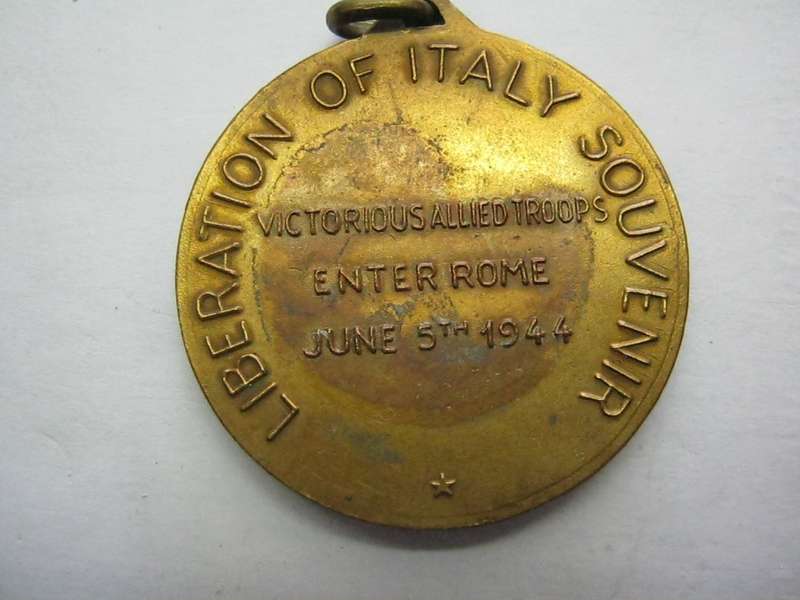 LIBERATION OF ITALY SOUVENIR
VICTORIOUS ALLIED TROOPS
ENTER ROME
JUNE 5TH 1944